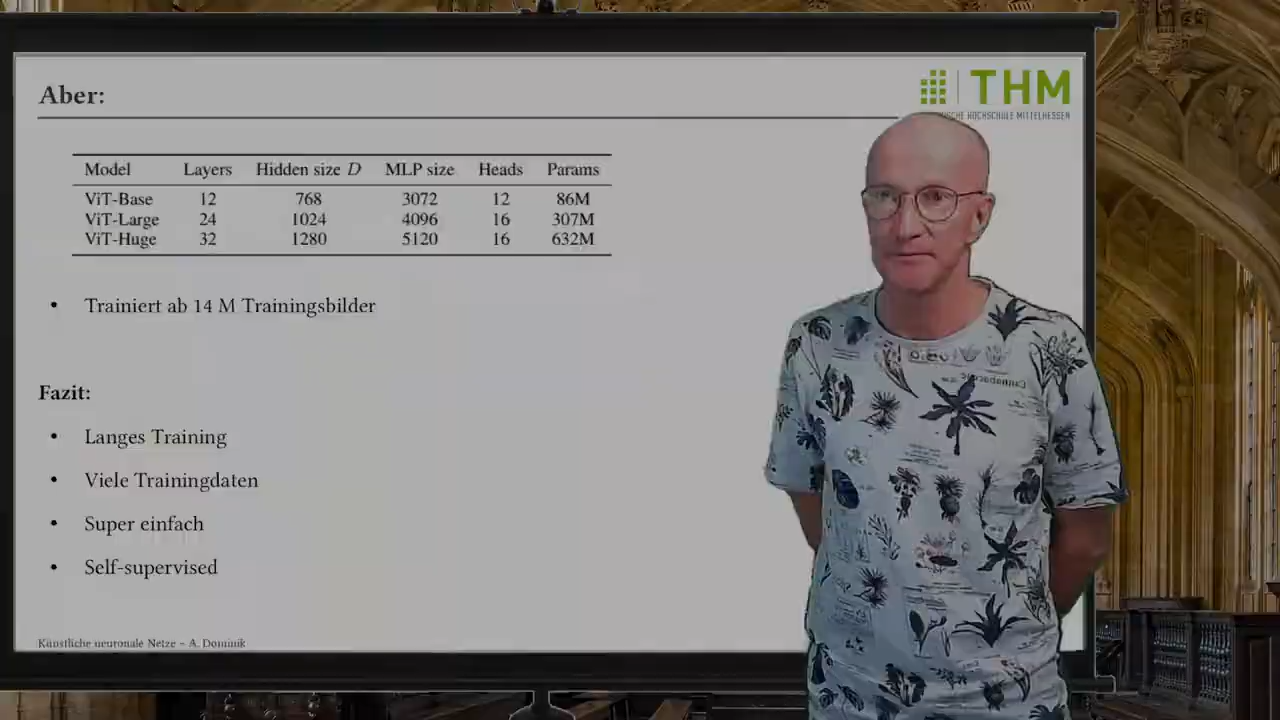 Aber:
THM
HOCHSCHULE MITTELHESSEN
Model Layers Hidden size D MLP size Heads Params
ViT-Base 12 768 3072 12 86M
ViT-Large 24 1024 4096 16 307M
ViT-Huge 32 1280 5120 16 632M
• Trainiert ab 14 M Trainingsbilder
Fazit:
• Langes Training
• Viele Trainingdaten
• Super einfach
• Self-supervised
Künstliche neuronale Netze – A. Dominik